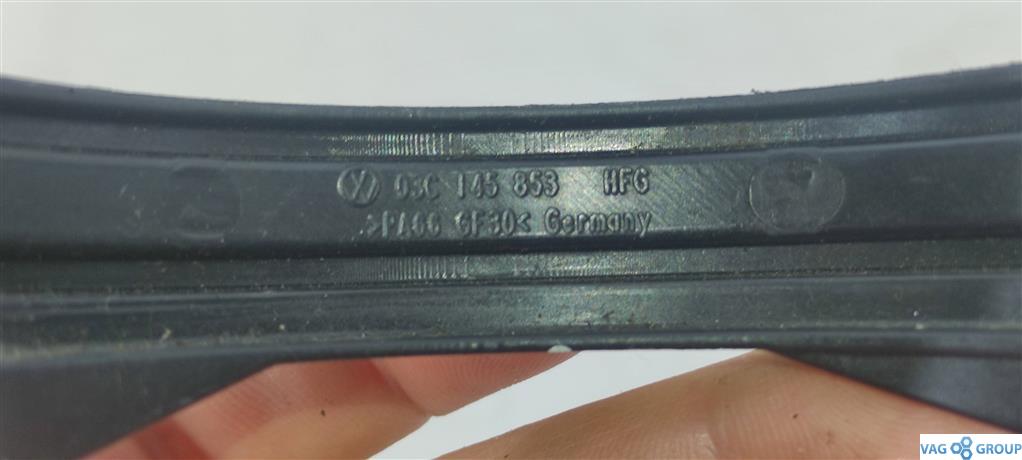 03C 145 853 HFG
>PA66 GF30< Germany
VAG GROUP